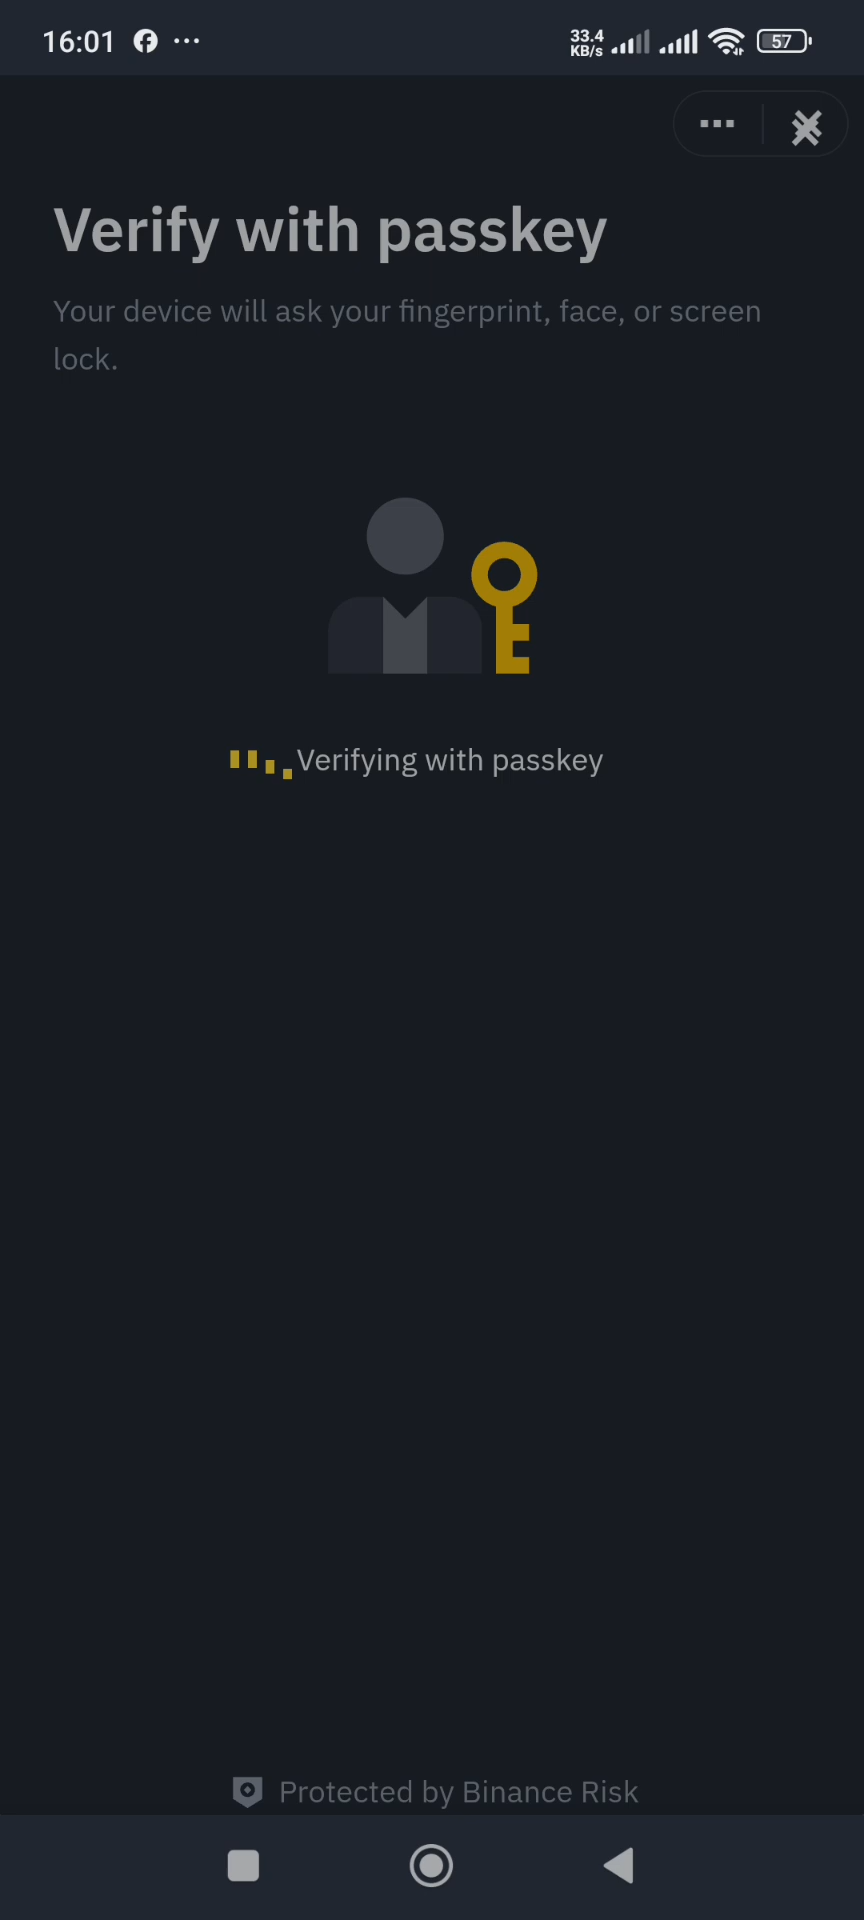 16:01
33.4
KB/s
57
Verify with passkey
Your device will ask your fingerprint, face, or screen
lock.
Verifying with passkey
Protected by Binance Risk